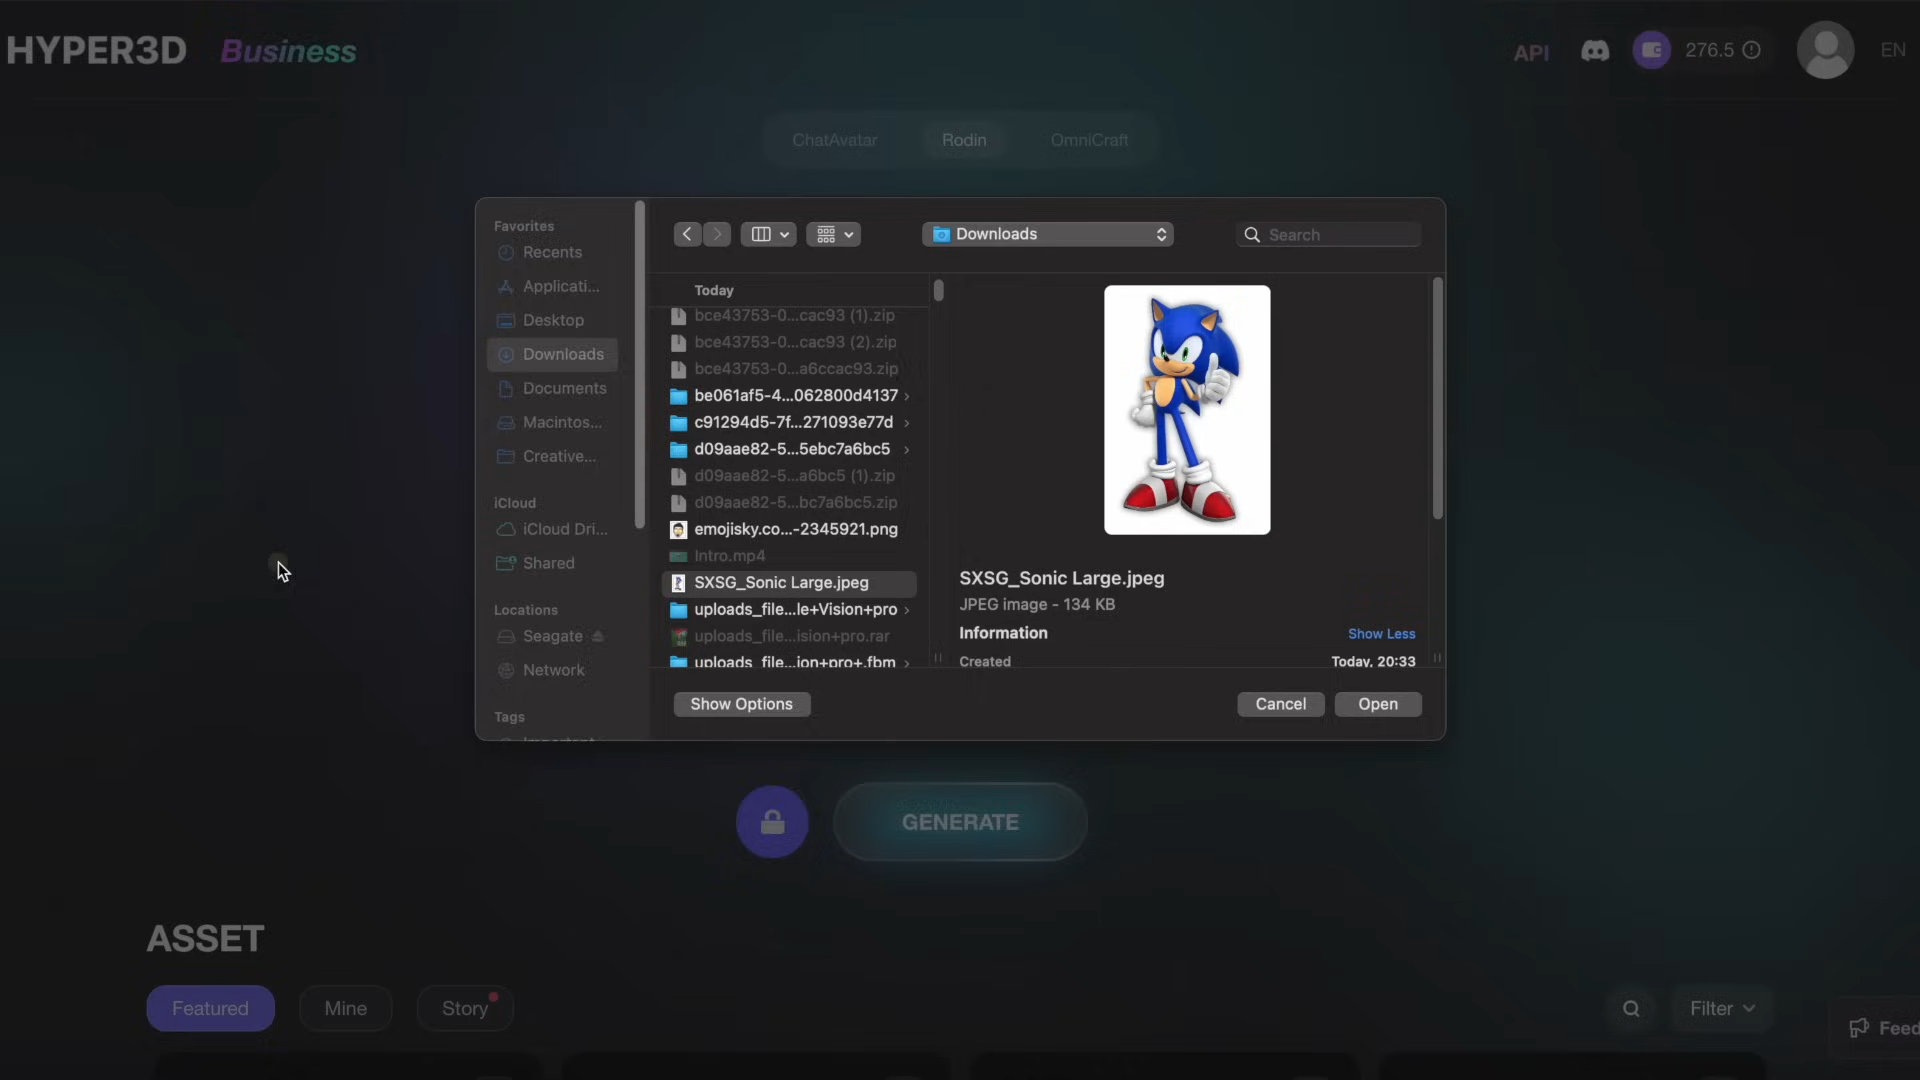 HYPER3D Business
API
276.5
EN
ChatAvatar
Rodin
OmniCraft
Favorites
Recents
Applicati...
Desktop
Downloads
Documents
Macintos...
Creative...
iCloud
iCloud Dri...
Shared
Locations
Seagate
Network
Tags
Downloads
Search
Today
bce43753-0...cac93 (1).zip
bce43753-0...cac93 (2).zip
bce43753-0...a6ccac93.zip
be061af5-4...062800d4137
c91294d5-7f...271093e77d
d09aae82-5...5ebc7a6bc5
d09aae82-5...a6bc5 (1).zip
d09aae82-5...bc7a6bc5.zip
emojisky.co...-2345921.png
Intro.mp4
SXSG_Sonic Large.jpeg
uploads_file...le+Vision+pro
uploads_file...ision+pro.rar
uploads_file...ion+pro+.fbm
SXSG_Sonic Large.jpeg
JPEG image - 134 KB
Information
Show Less
Created
Today, 20:33
Show Options
Cancel
Open
GENERATE
ASSET
Featured
Mine
Story
Filter
Feed